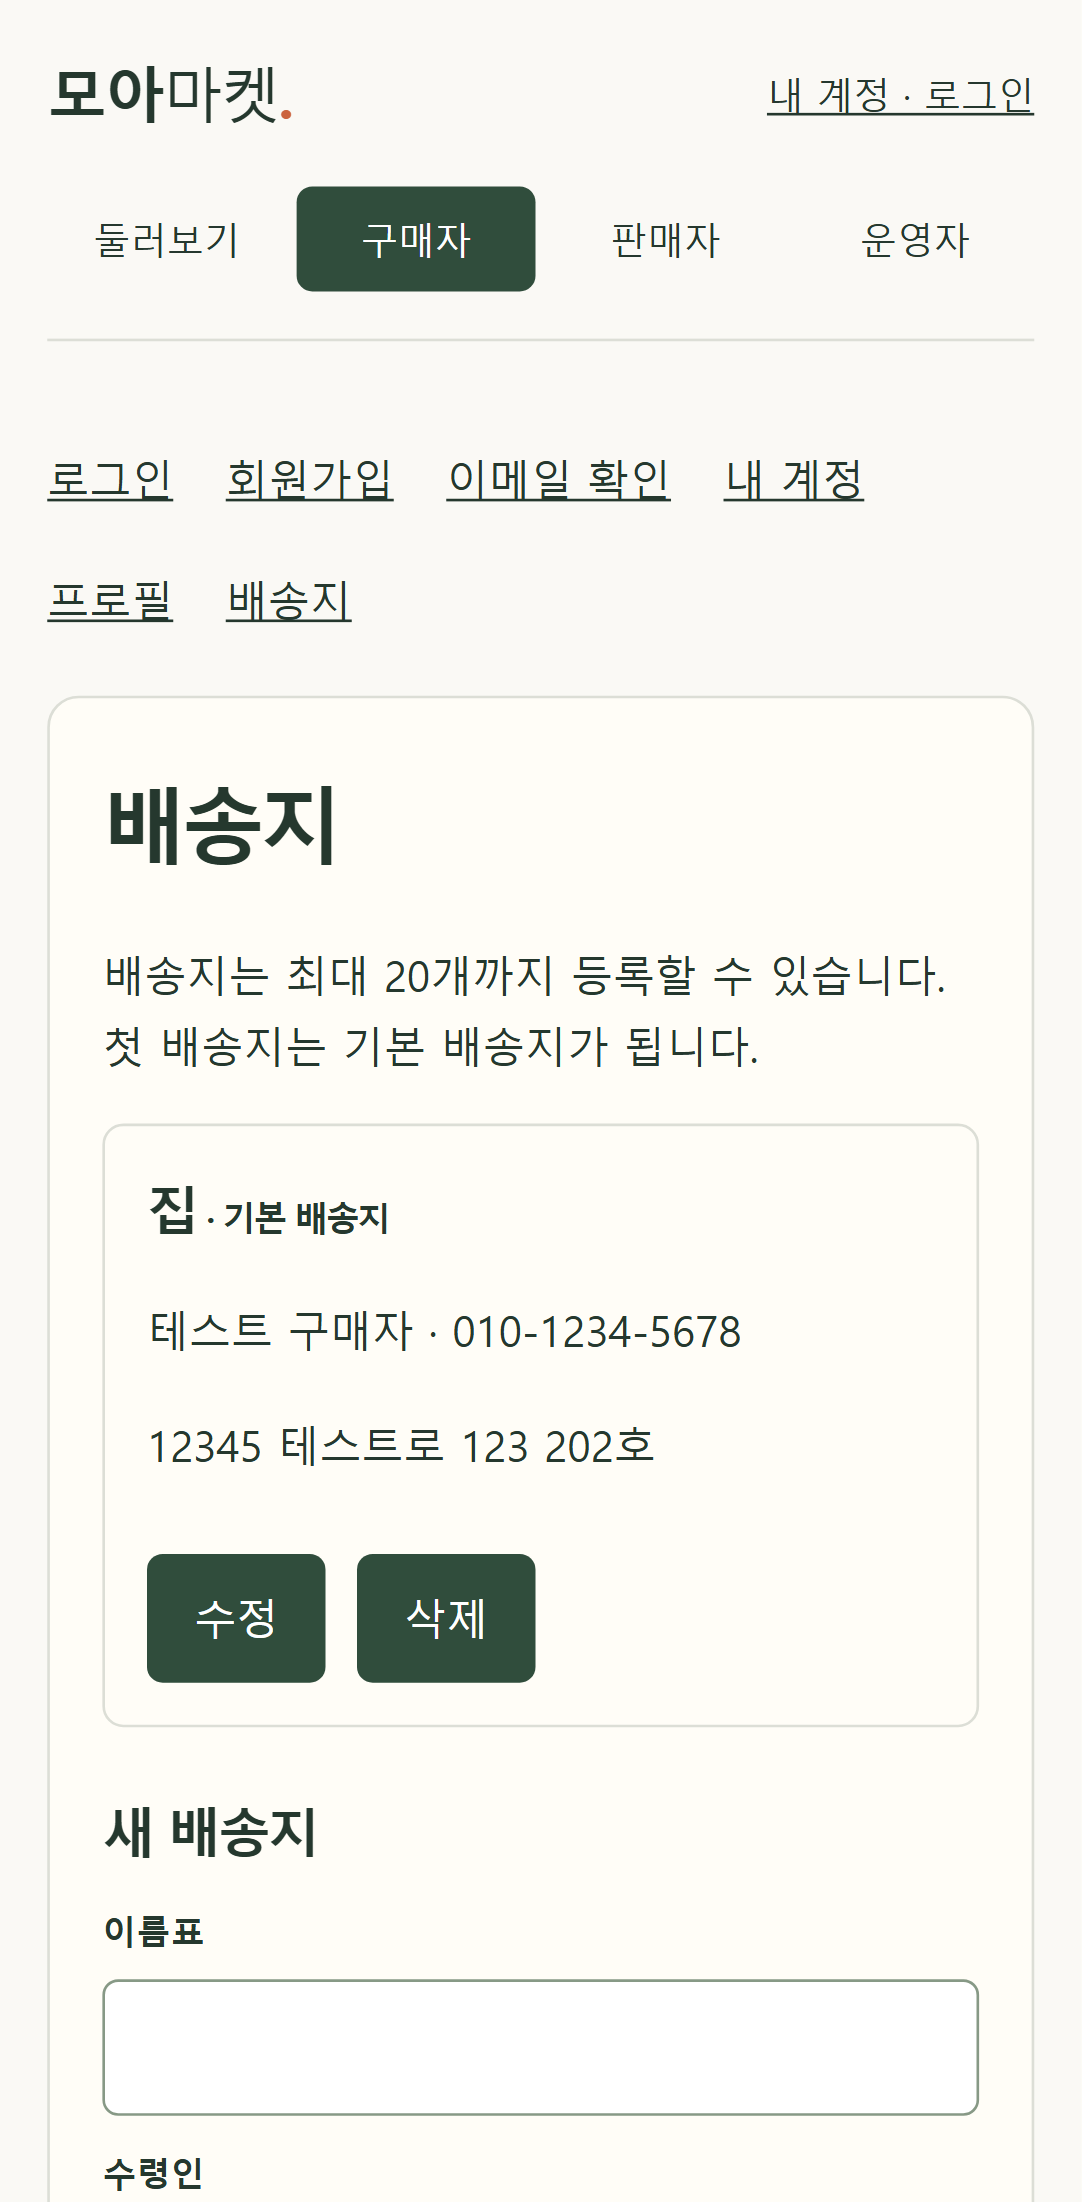 모아마켓.
내 계정 · 로그인
둘러보기 구매자 판매자 운영자
로그인 회원가입 이메일 확인 내 계정
프로필 배송지
배송지
배송지는 최대 20개까지 등록할 수 있습니다.
첫 배송지는 기본 배송지가 됩니다.
집 · 기본 배송지
테스트 구매자 · 010-1234-5678
12345 테스트로 123 202호
수정 삭제
새 배송지
이름표
수령인